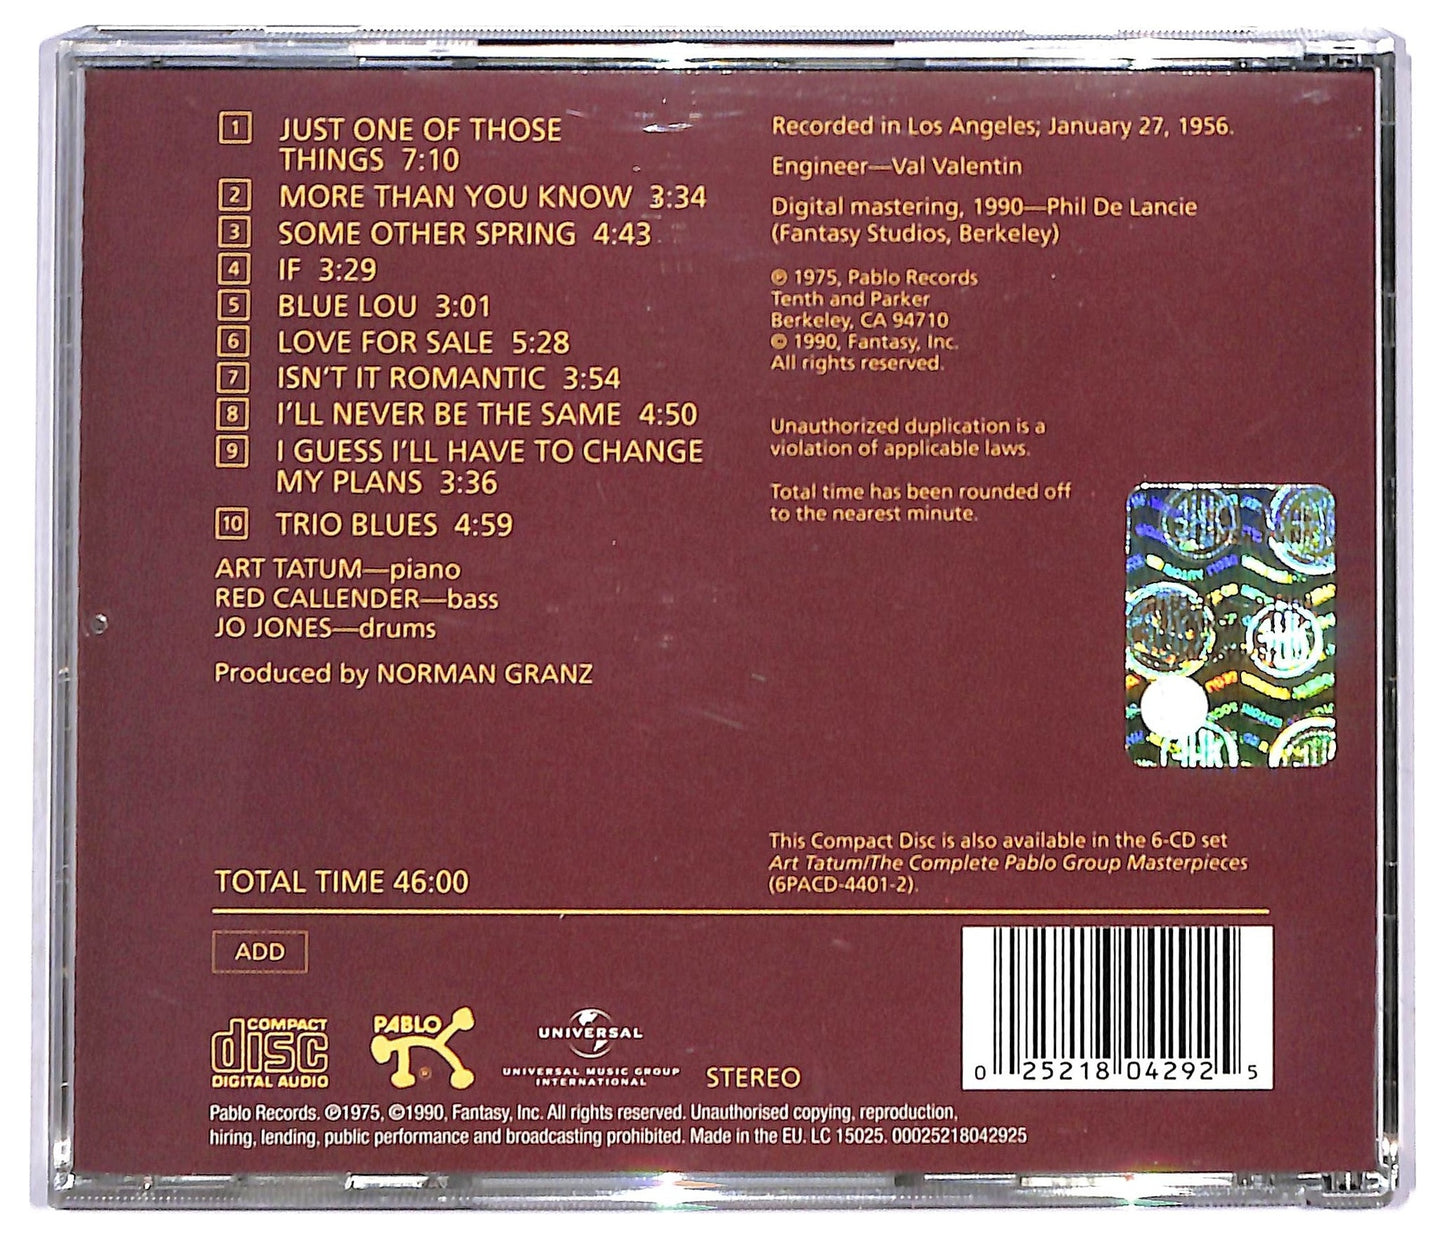 1 JUST ONE OF THOSE
THINGS 7:10
2 MORE THAN YOU KNOW 3:34
3 SOME OTHER SPRING 4:43
4 IF 3:29
5 BLUE LOU 3:01
6 LOVE FOR SALE 5:28
7 ISN'T IT ROMANTIC 3:54
8 I'LL NEVER BE THE SAME 4:50
9 I GUESS I'LL HAVE TO CHANGE
MY PLANS 3:36
10 TRIO BLUES 4:59
ART TATUM—piano
RED CALLENDER—bass
JO JONES—drums
Produced by NORMAN GRANZ
TOTAL TIME 46:00
Recorded in Los Angeles; January 27, 1956.
Engineer—Val Valentin
Digital mastering, 1990—Phil De Lancie
(Fantasy Studios, Berkeley)
℗ 1975, Pablo Records
Tenth and Parker
Berkeley, CA 94710
© 1990, Fantasy, Inc.
All rights reserved.
Unauthorized duplication is a
violation of applicable laws.
Total time has been rounded off
to the nearest minute.
This Compact Disc is also available in the 6-CD set
Art Tatum/The Complete Pablo Group Masterpieces
(6PACD-4401-2).
ADD
COMPACT
disc
DIGITAL AUDIO
PABLO
®
UNIVERSAL
UNIVERSAL MUSIC GROUP
INTERNATIONAL
STEREO
0 25218 04292 5
Pablo Records. ℗1975, ©1990, Fantasy, Inc. All rights reserved. Unauthorised copying, reproduction,
hiring, lending, public performance and broadcasting prohibited. Made in the EU. LC 15025. 00025218042925